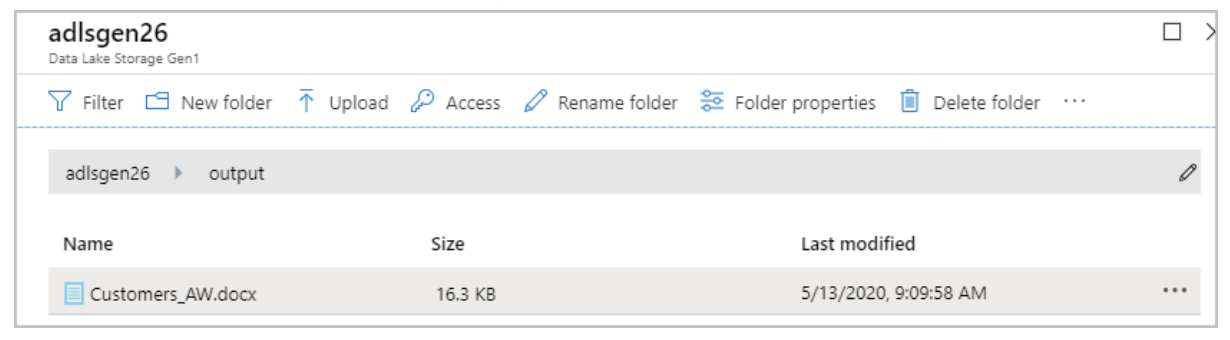 adlsgen26
Data Lake Storage Gen1
Filter New folder Upload Access Rename folder Folder properties Delete folder ...
adlsgen26 output
Name Size Last modified
Customers_AW.docx 16.3 KB 5/13/2020, 9:09:58 AM ...